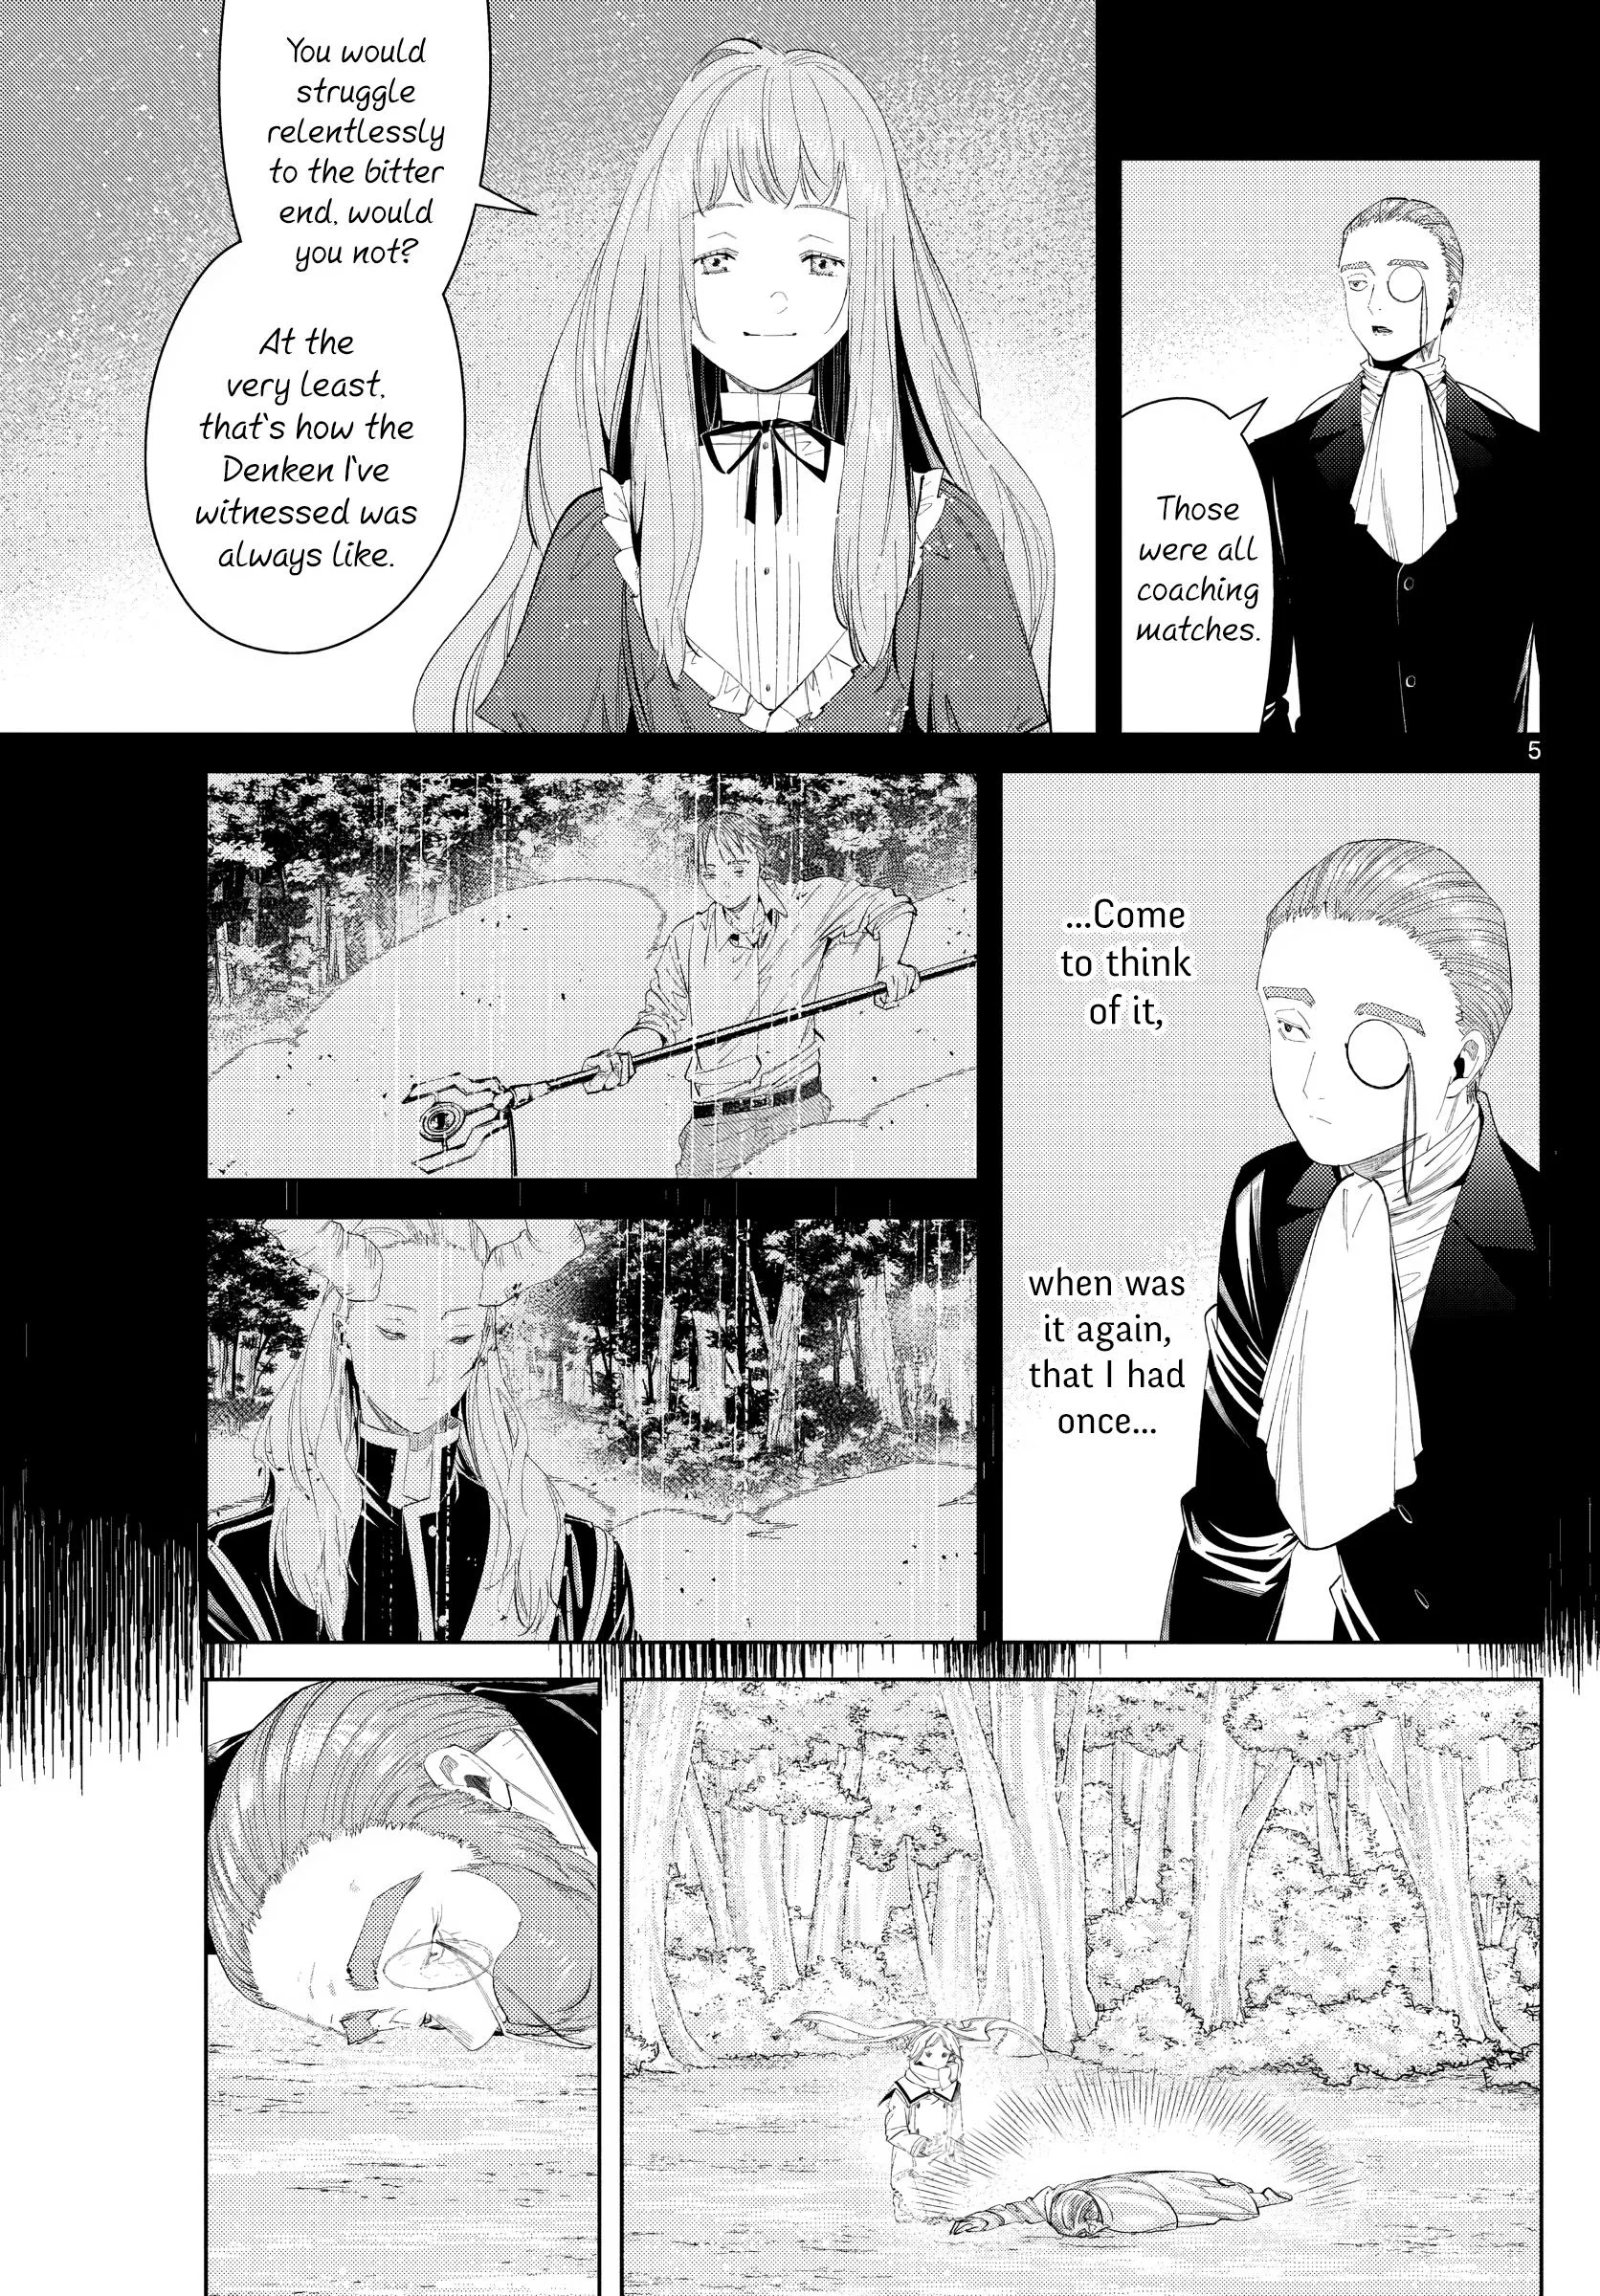 Those
were all
coaching
matches.
You would
struggle
relentlessly
to the bitter
end, would
you not?
At the
very least,
that's how the
Denken I've
witnessed was
always like.
5
...Come
to think
of it,
when was
it again,
that I had
once...